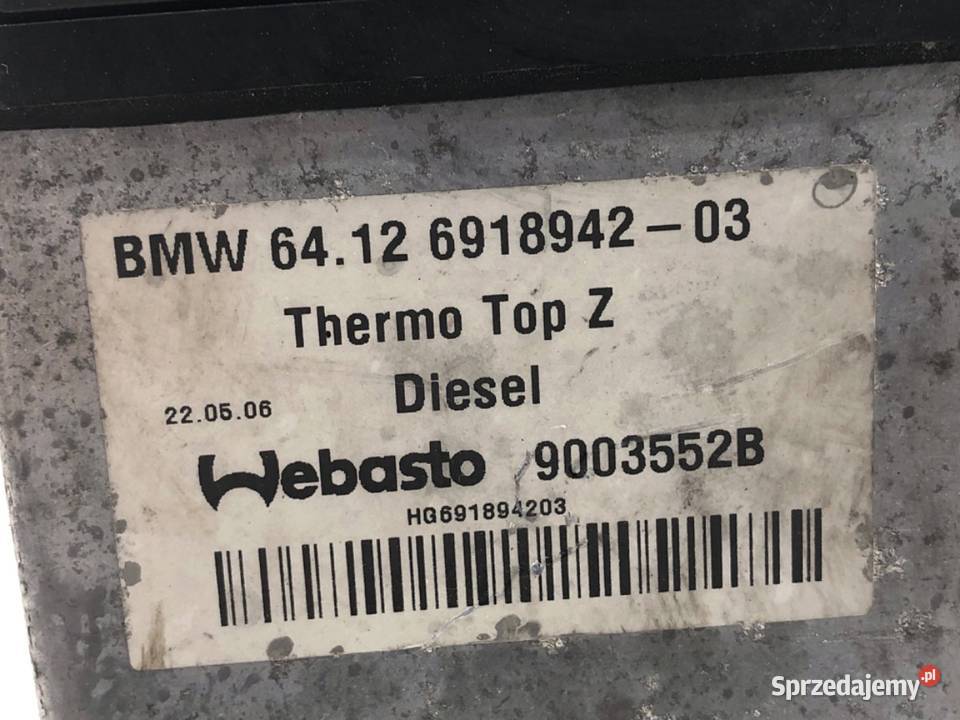 BMW 64.12 6918942-03
Thermo Top Z
Diesel
22.05.06
Webasto 9003552B
HG691894203
Sprzedajemy.pl